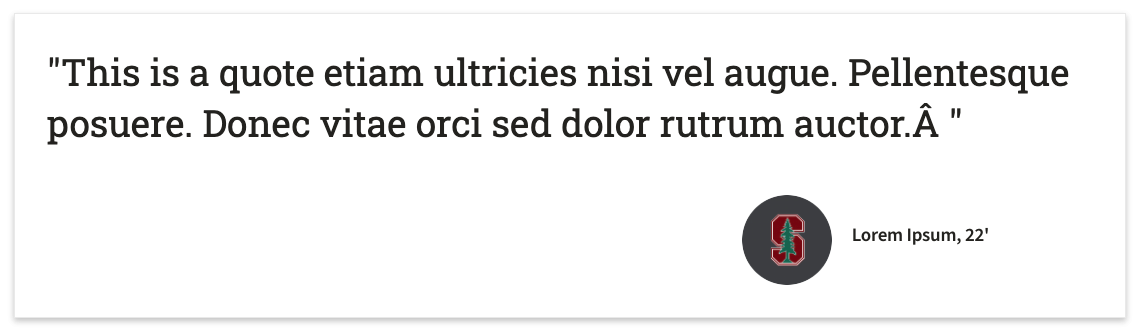 "This is a quote etiam ultricies nisi vel augue. Pellentesque
posuere. Donec vitae orci sed dolor rutrum auctor.Â "
S
Lorem Ipsum, 22'